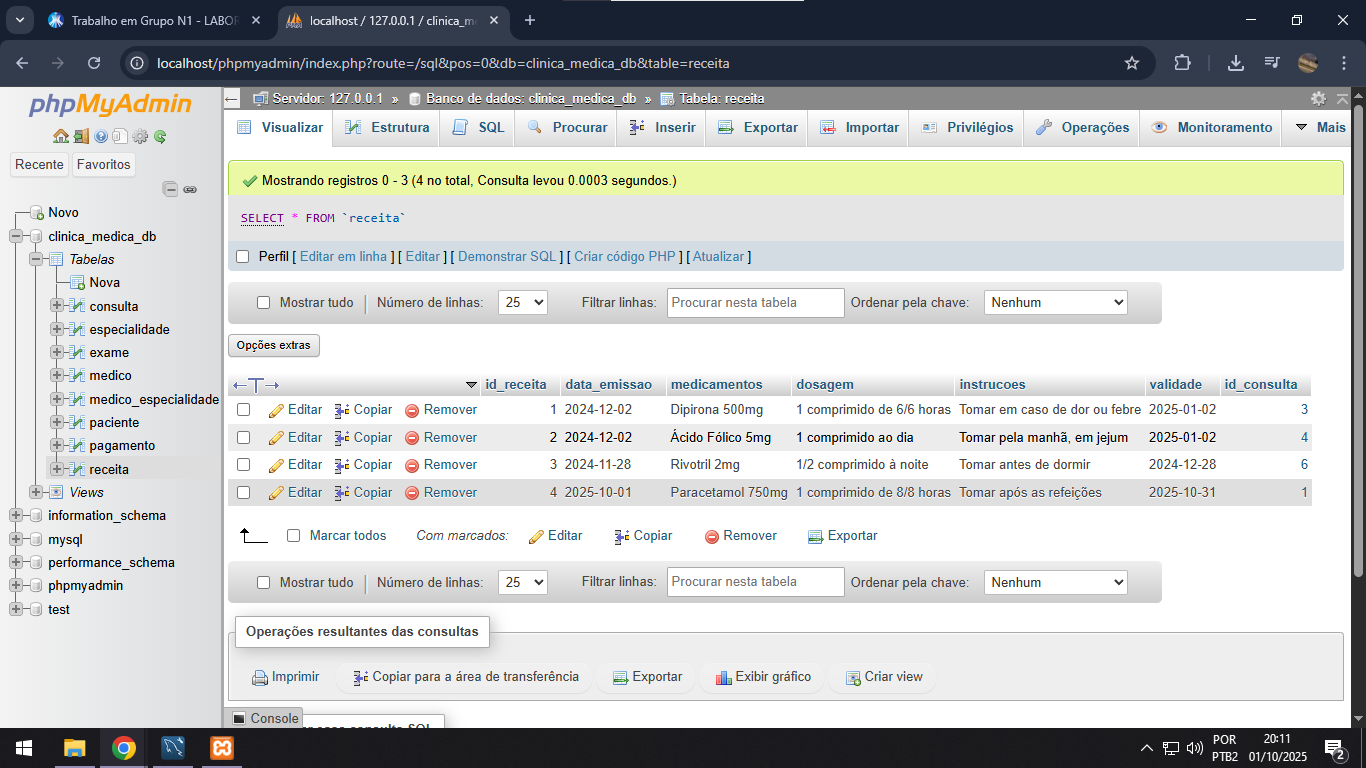 Trabalho em Grupo N1 - LABOR
localhost / 127.0.0.1 / clinica_me
localhost/phpmyadmin/index.php?route=/sql&pos=0&db=clinica_medica_db&table=receita
phpMyAdmin
Recente Favoritos
Novo
clinica_medica_db
Tabelas
Nova
consulta
especialidade
exame
medico
medico_especialidade
paciente
pagamento
receita
Views
information_schema
mysql
performance_schema
phpmyadmin
test
Servidor: 127.0.0.1 » Banco de dados: clinica_medica_db » Tabela: receita
Visualizar Estrutura SQL Procurar Inserir Exportar Importar Privilégios Operações Monitoramento Mais
Mostrando registros 0 - 3 (4 no total, Consulta levou 0.0003 segundos.)
SELECT * FROM `receita`
Perfil [ Editar em linha ] [ Editar ] [ Demonstrar SQL ] [ Criar código PHP ] [ Atualizar ]
Mostrar tudo Número de linhas: 25 Filtrar linhas: Procurar nesta tabela Ordenar pela chave: Nenhum
Opções extras
id_receita data_emissao medicamentos dosagem instrucoes validade id_consulta
Editar Copiar Remover 1 2024-12-02 Dipirona 500mg 1 comprimido de 6/6 horas Tomar em caso de dor ou febre 2025-01-02 3
Editar Copiar Remover 2 2024-12-02 Ácido Fólico 5mg 1 comprimido ao dia Tomar pela manhã, em jejum 2025-01-02 4
Editar Copiar Remover 3 2024-11-28 Rivotril 2mg 1/2 comprimido à noite Tomar antes de dormir 2024-12-28 6
Editar Copiar Remover 4 2025-10-01 Paracetamol 750mg 1 comprimido de 8/8 horas Tomar após as refeições 2025-10-31 1
Marcar todos Com marcados: Editar Copiar Remover Exportar
Mostrar tudo Número de linhas: 25 Filtrar linhas: Procurar nesta tabela Ordenar pela chave: Nenhum
Operações resultantes das consultas
Imprimir Copiar para a área de transferência Exportar Exibir gráfico Criar view
Console
POR
PTB2
20:11
01/10/2025
2